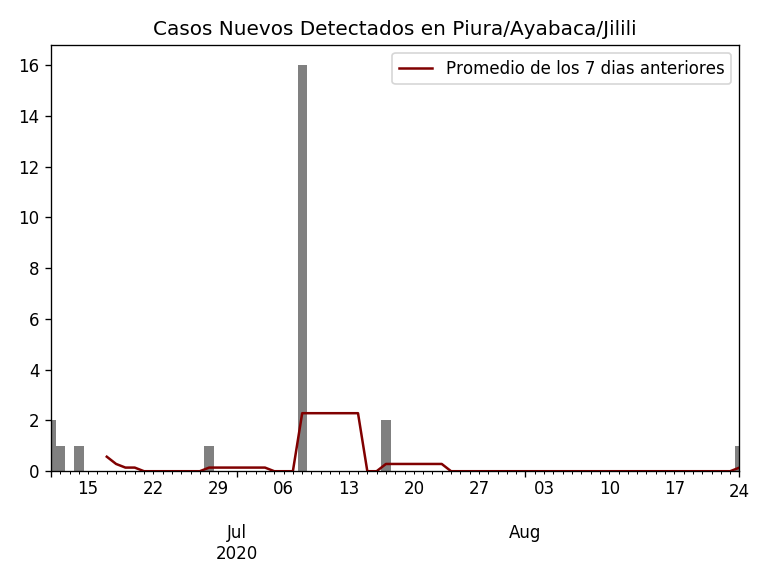 Casos Nuevos Detectados en Piura/Ayabaca/Jilili
Promedio de los 7 dias anteriores
16
14
12
10
8
6
4
2
0
15 22 29 06 13 20 27 03 10 17 24
Jul Aug
2020